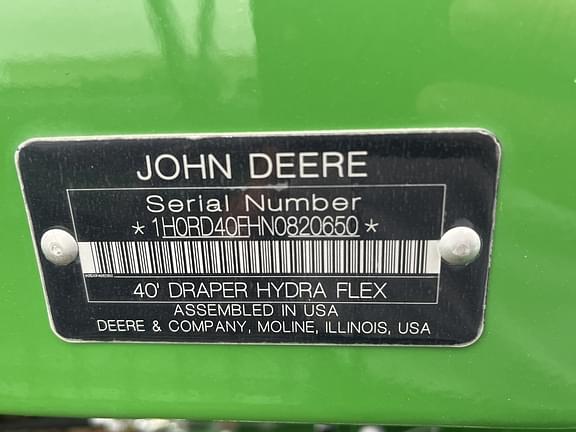 JOHN DEERE
Serial Number
*1H0RD40FHN0820650*
40' DRAPER HYDRA FLEX
ASSEMBLED IN USA
DEERE & COMPANY, MOLINE, ILLINOIS, USA